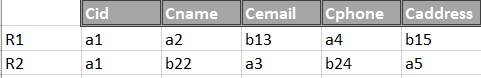 Cid Cname Cemail Cphone Caddress
R1 a1 a2 b13 a4 b15
R2 a1 b22 a3 b24 a5